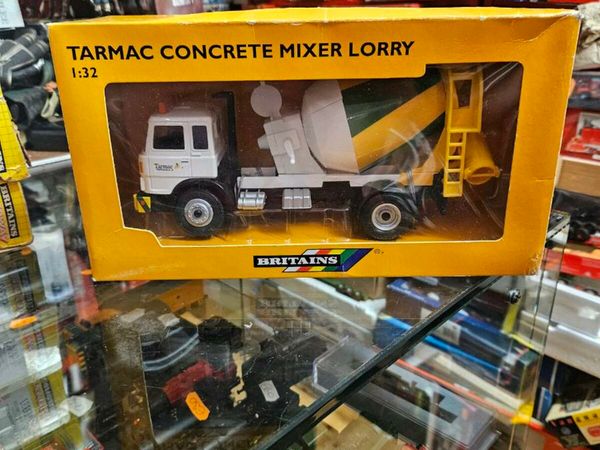 TARMAC CONCRETE MIXER LORRY
1:32
Tarmac
BRITAINS
BRITAINS